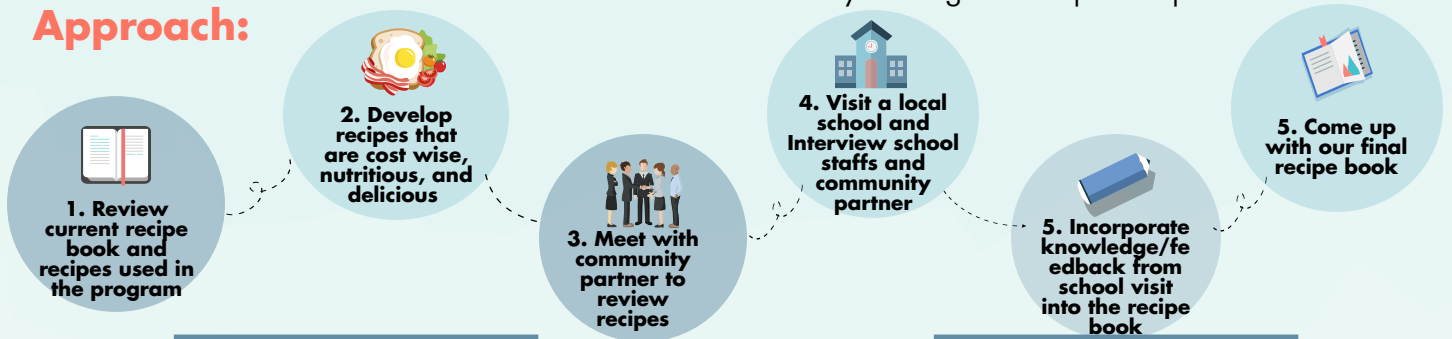 Approach:
1. Review
current recipe
book and
recipes used in
the program
2. Develop
recipes that
are cost wise,
nutritious, and
delicious
3. Meet with
community
partner to
review
recipes
4. Visit a local
school and
Interview school
staffs and
community
partner
5. Incorporate
knowledge/fe
edback from
school visit
into the recipe
book
5. Come up
with our final
recipe book